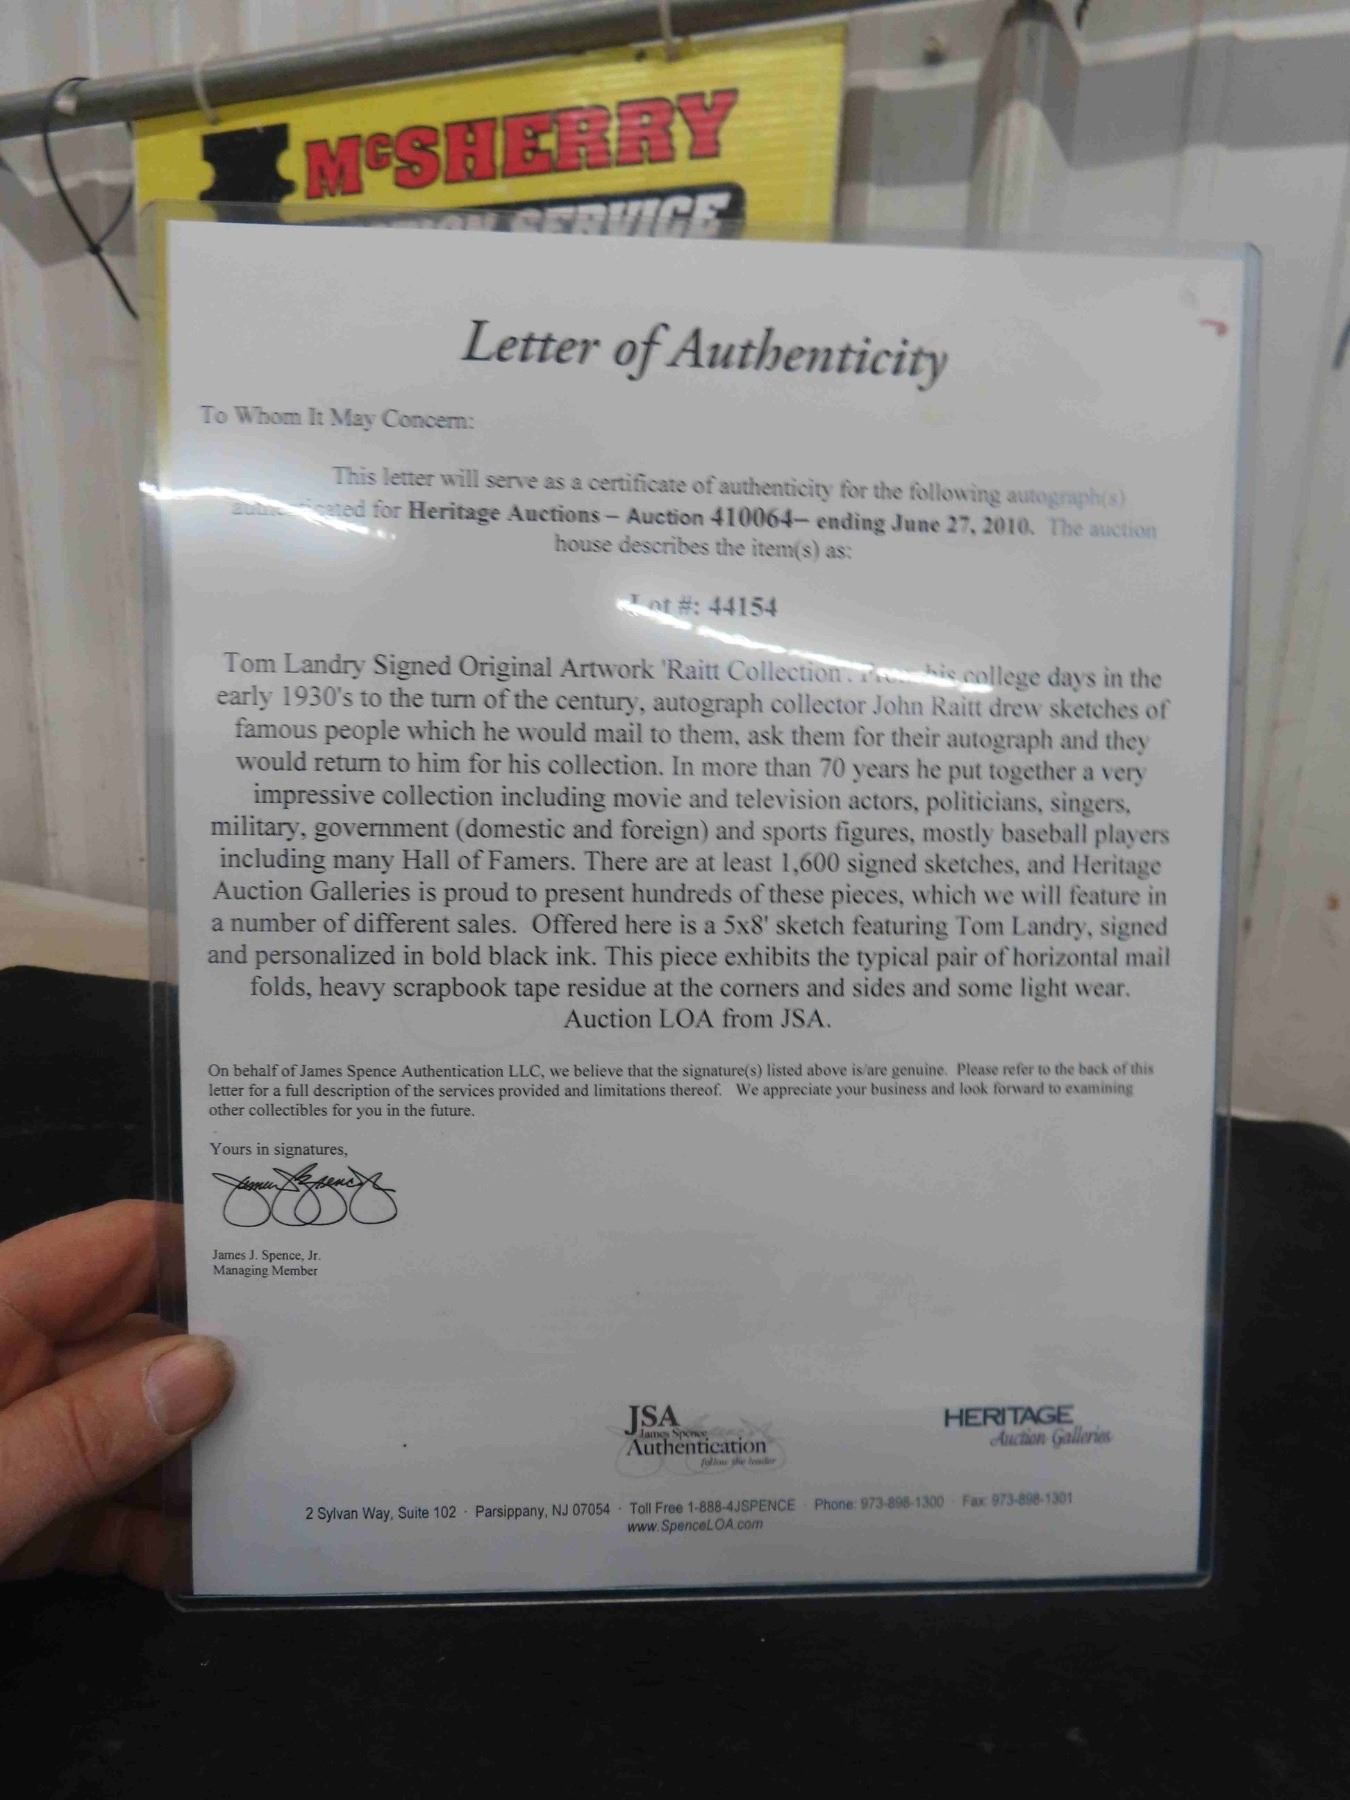 McSHERRY
SERVICE
Letter of Authenticity
To Whom It May Concern:
This letter will serve as a certificate of authenticity for the following autograph(s)
authenticated for Heritage Auctions – Auction 410064– ending June 27, 2010. The auction
house describes the item(s) as:
Lot #: 44154
Tom Landry Signed Original Artwork 'Raitt Collection'. From his college days in the
early 1930's to the turn of the century, autograph collector John Raitt drew sketches of
famous people which he would mail to them, ask them for their autograph and they
would return to him for his collection. In more than 70 years he put together a very
impressive collection including movie and television actors, politicians, singers,
military, government (domestic and foreign) and sports figures, mostly baseball players
including many Hall of Famers. There are at least 1,600 signed sketches, and Heritage
Auction Galleries is proud to present hundreds of these pieces, which we will feature in
a number of different sales. Offered here is a 5x8' sketch featuring Tom Landry, signed
and personalized in bold black ink. This piece exhibits the typical pair of horizontal mail
folds, heavy scrapbook tape residue at the corners and sides and some light wear.
Auction LOA from JSA.
On behalf of James Spence Authentication LLC, we believe that the signature(s) listed above is/are genuine. Please refer to the back of this
letter for a full description of the services provided and limitations thereof. We appreciate your business and look forward to examining
other collectibles for you in the future.
Yours in signatures,
James J. Spence, Jr.
James J. Spence, Jr.
Managing Member
JSA
James Spence
Authentication
follow the leader
HERITAGE
Auction Galleries
2 Sylvan Way, Suite 102 · Parsippany, NJ 07054 · Toll Free 1-888-4JSPENCE · Phone: 973-898-1300 · Fax: 973-898-1301
www.SpenceLOA.com